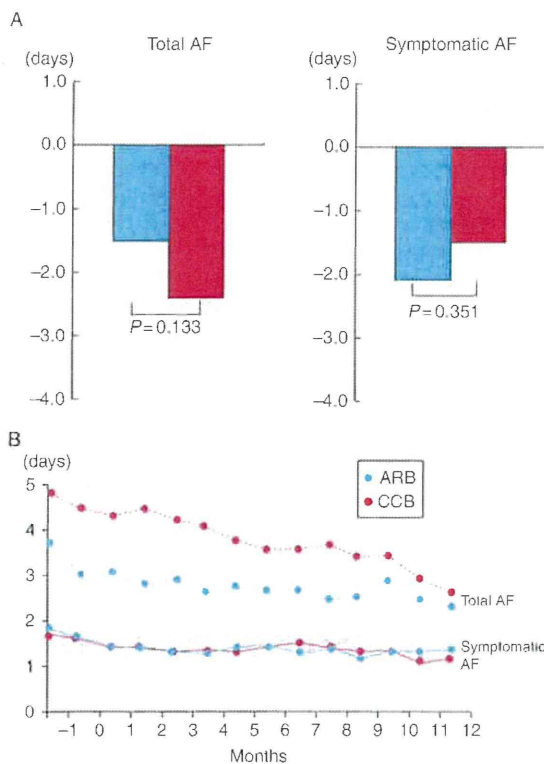 A
Total AF
Symptomatic AF
(days)
(days)
1.0
0.0
−1.0
−2.0
−3.0
−4.0
P=0.133
1.0
0.0
−1.0
−2.0
−3.0
−4.0
P=0.351
B
(days)
5
4
3
2
1
0
ARB
CCB
Total AF
Symptomatic
AF
−1 0 1 2 3 4 5 6 7 8 9 10 11 12
Months